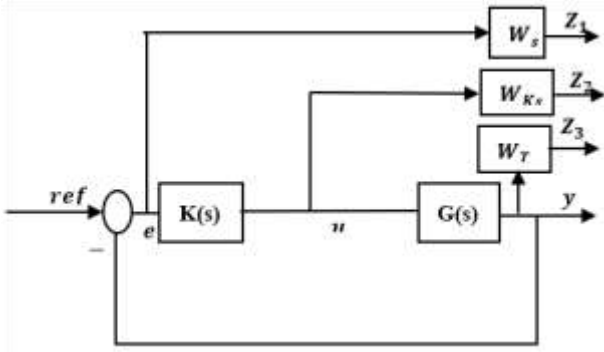 W_s Z_1
W_Ks Z_2
Z_3
W_T
ref
K(s)
G(s)
y
e
u
−